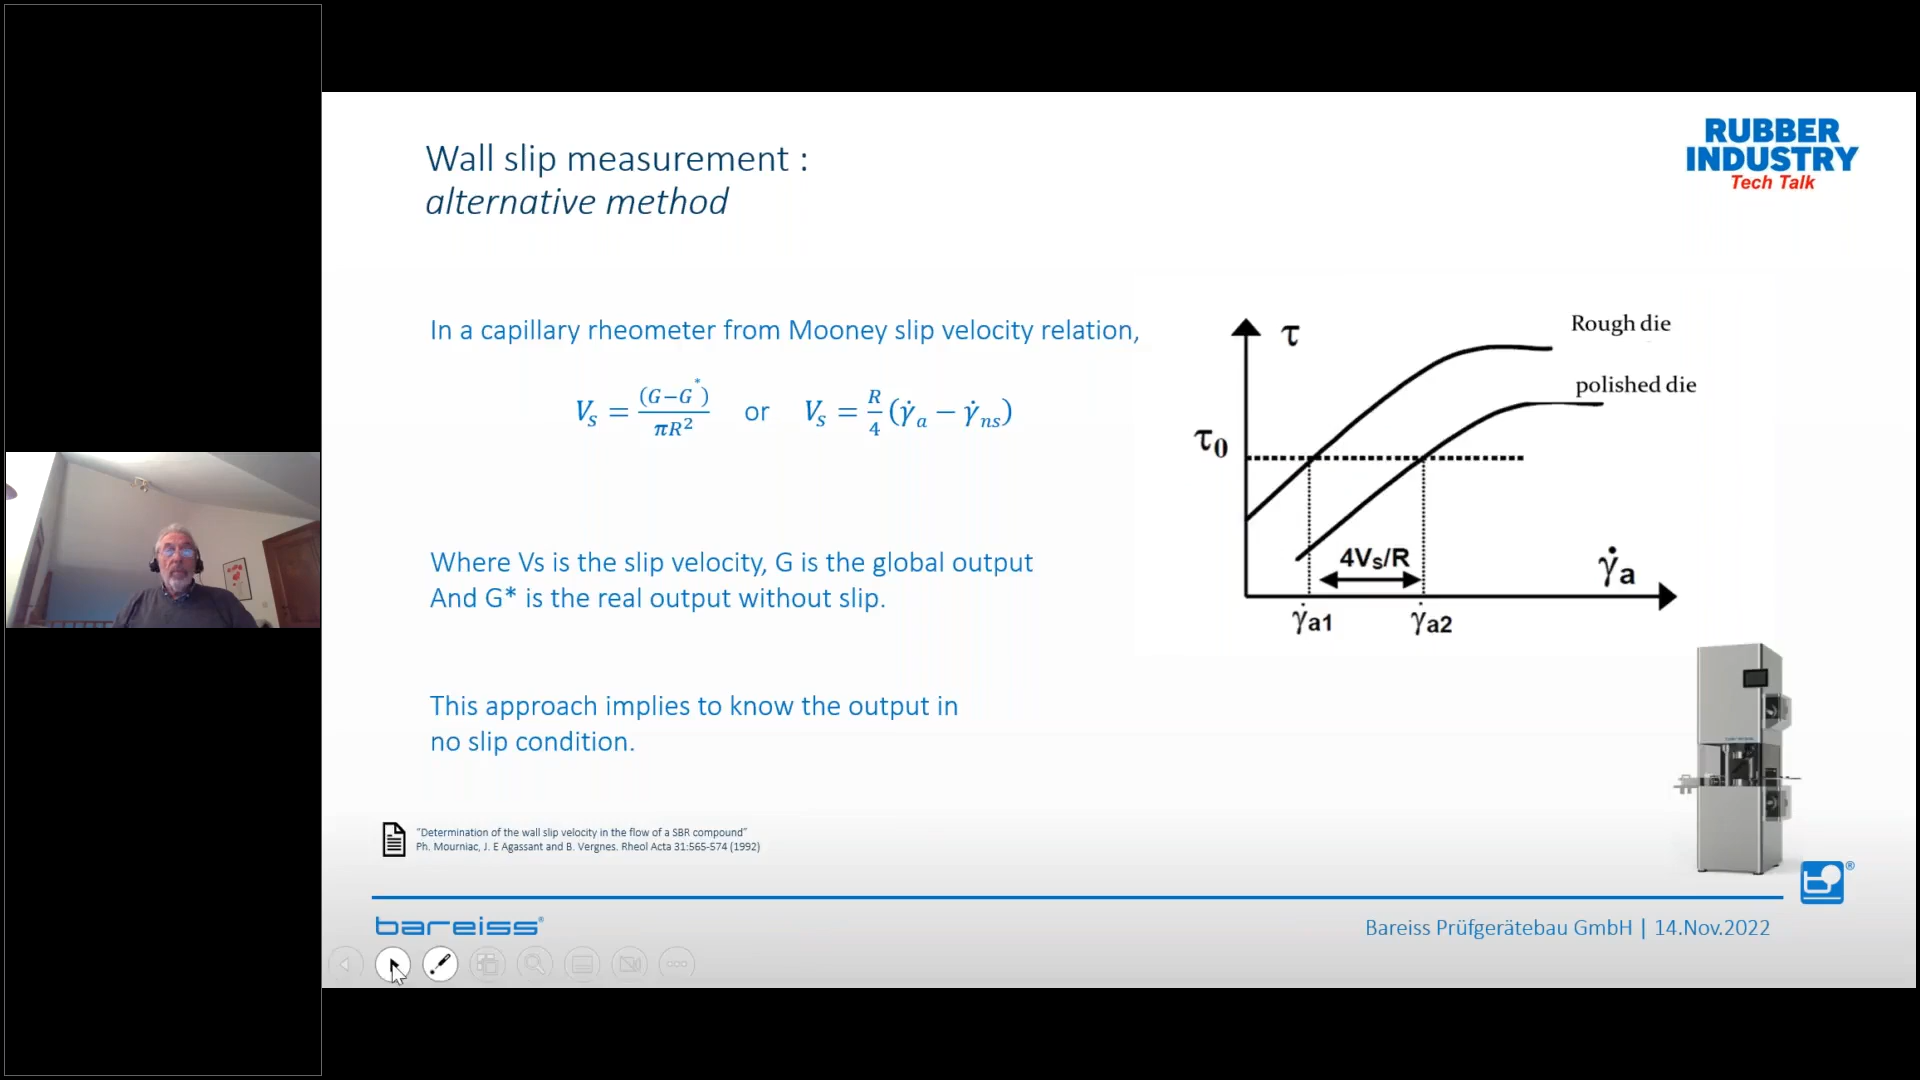 RUBBER
INDUSTRY
Tech Talk
Wall slip measurement :
alternative method
In a capillary rheometer from Mooney slip velocity relation,
Vₛ = (G−G*)/πR² or Vₛ = R/4 (γ̇ₐ − γ̇ₙₛ)
Where Vs is the slip velocity, G is the global output
And G* is the real output without slip.
This approach implies to know the output in
no slip condition.
τ
Rough die
polished die
τ₀
4Vₛ/R
γ̇a
γ̇a1
γ̇a2
"Determination of the wall slip velocity in the flow of a SBR compound"
Ph. Mourniac, J. E Agassant and B. Vergnes. Rheol Acta 31:565-574 (1992)
®
bareiss®
Bareiss Prüfgerätebau GmbH | 14.Nov.2022